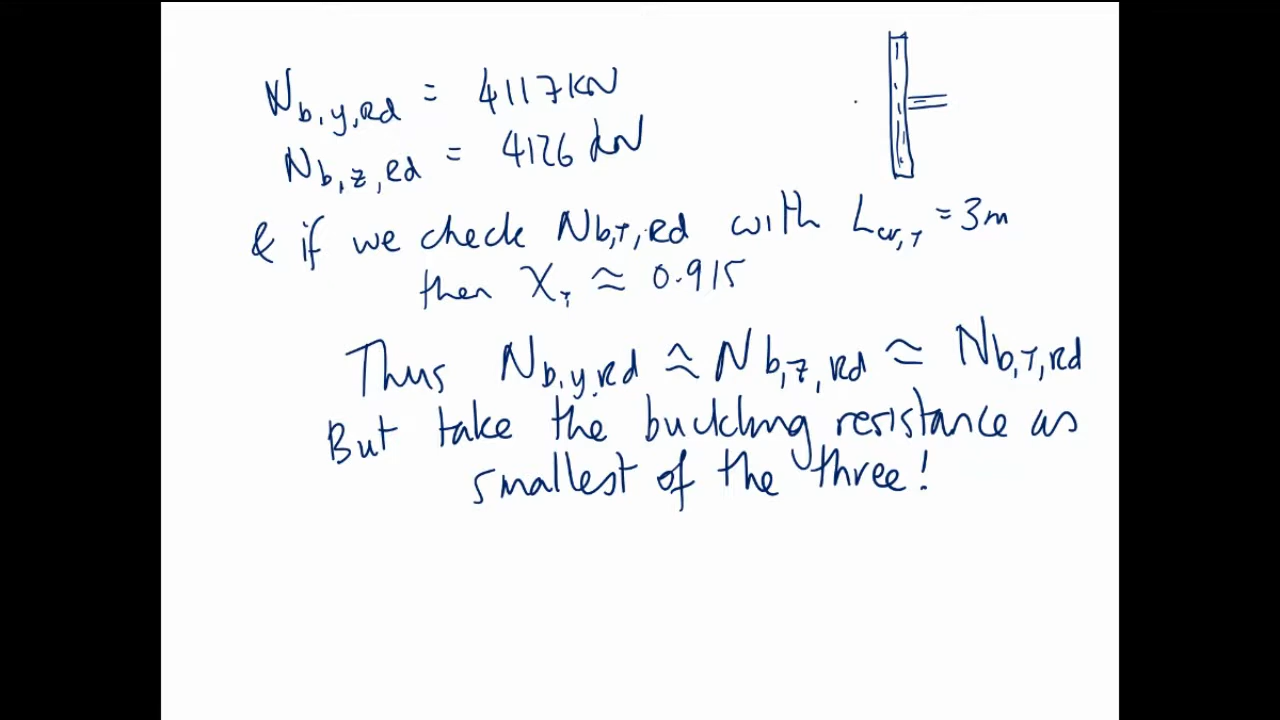 N_b,y,Rd = 4117 kN
N_b,z,Rd = 4126 kN
& if we check N_b,T,Rd with L_cr,T = 3m
then χ_T ≈ 0.915
Thus N_b,y,Rd ≈ N_b,z,Rd ≈ N_b,T,Rd
But take the buckling resistance as
smallest of the three!